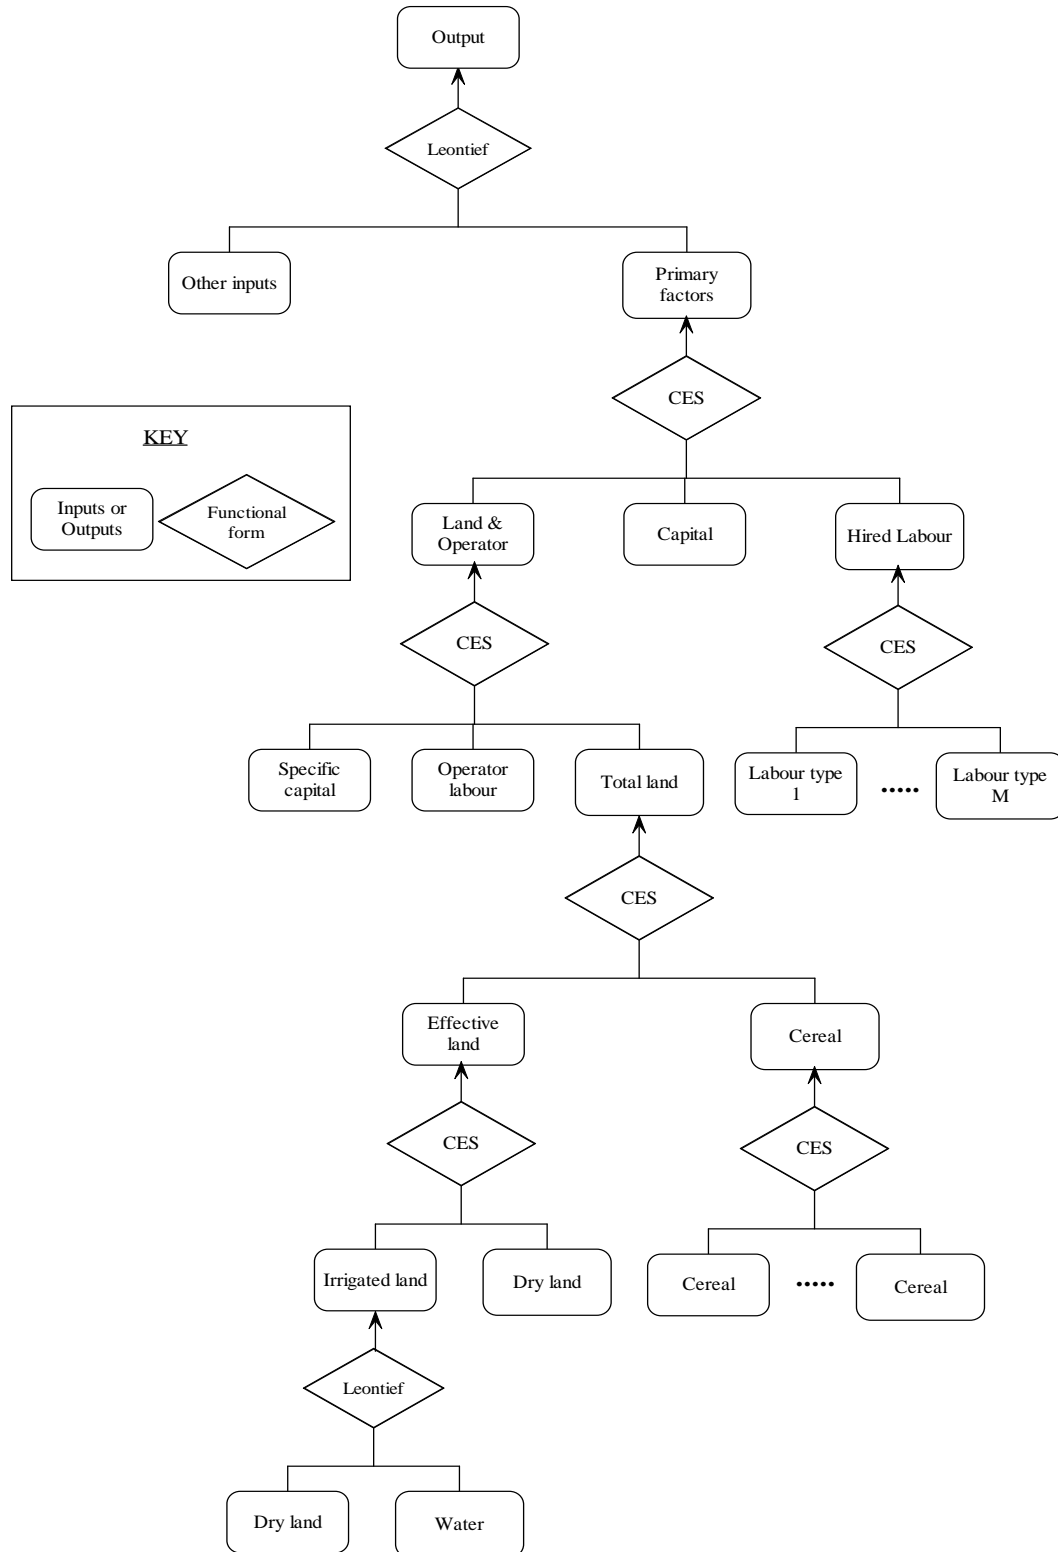 Output
Leontief
Other inputs
Primary
factors
CES
KEY
Inputs or
Outputs
Functional
form
Land &
Operator
Capital
Hired Labour
CES
CES
Specific
capital
Operator
labour
Total land
Labour type
1
.....
Labour type
M
CES
Effective
land
Cereal
CES
CES
Irrigated land
Dry land
Cereal
.....
Cereal
Leontief
Dry land
Water